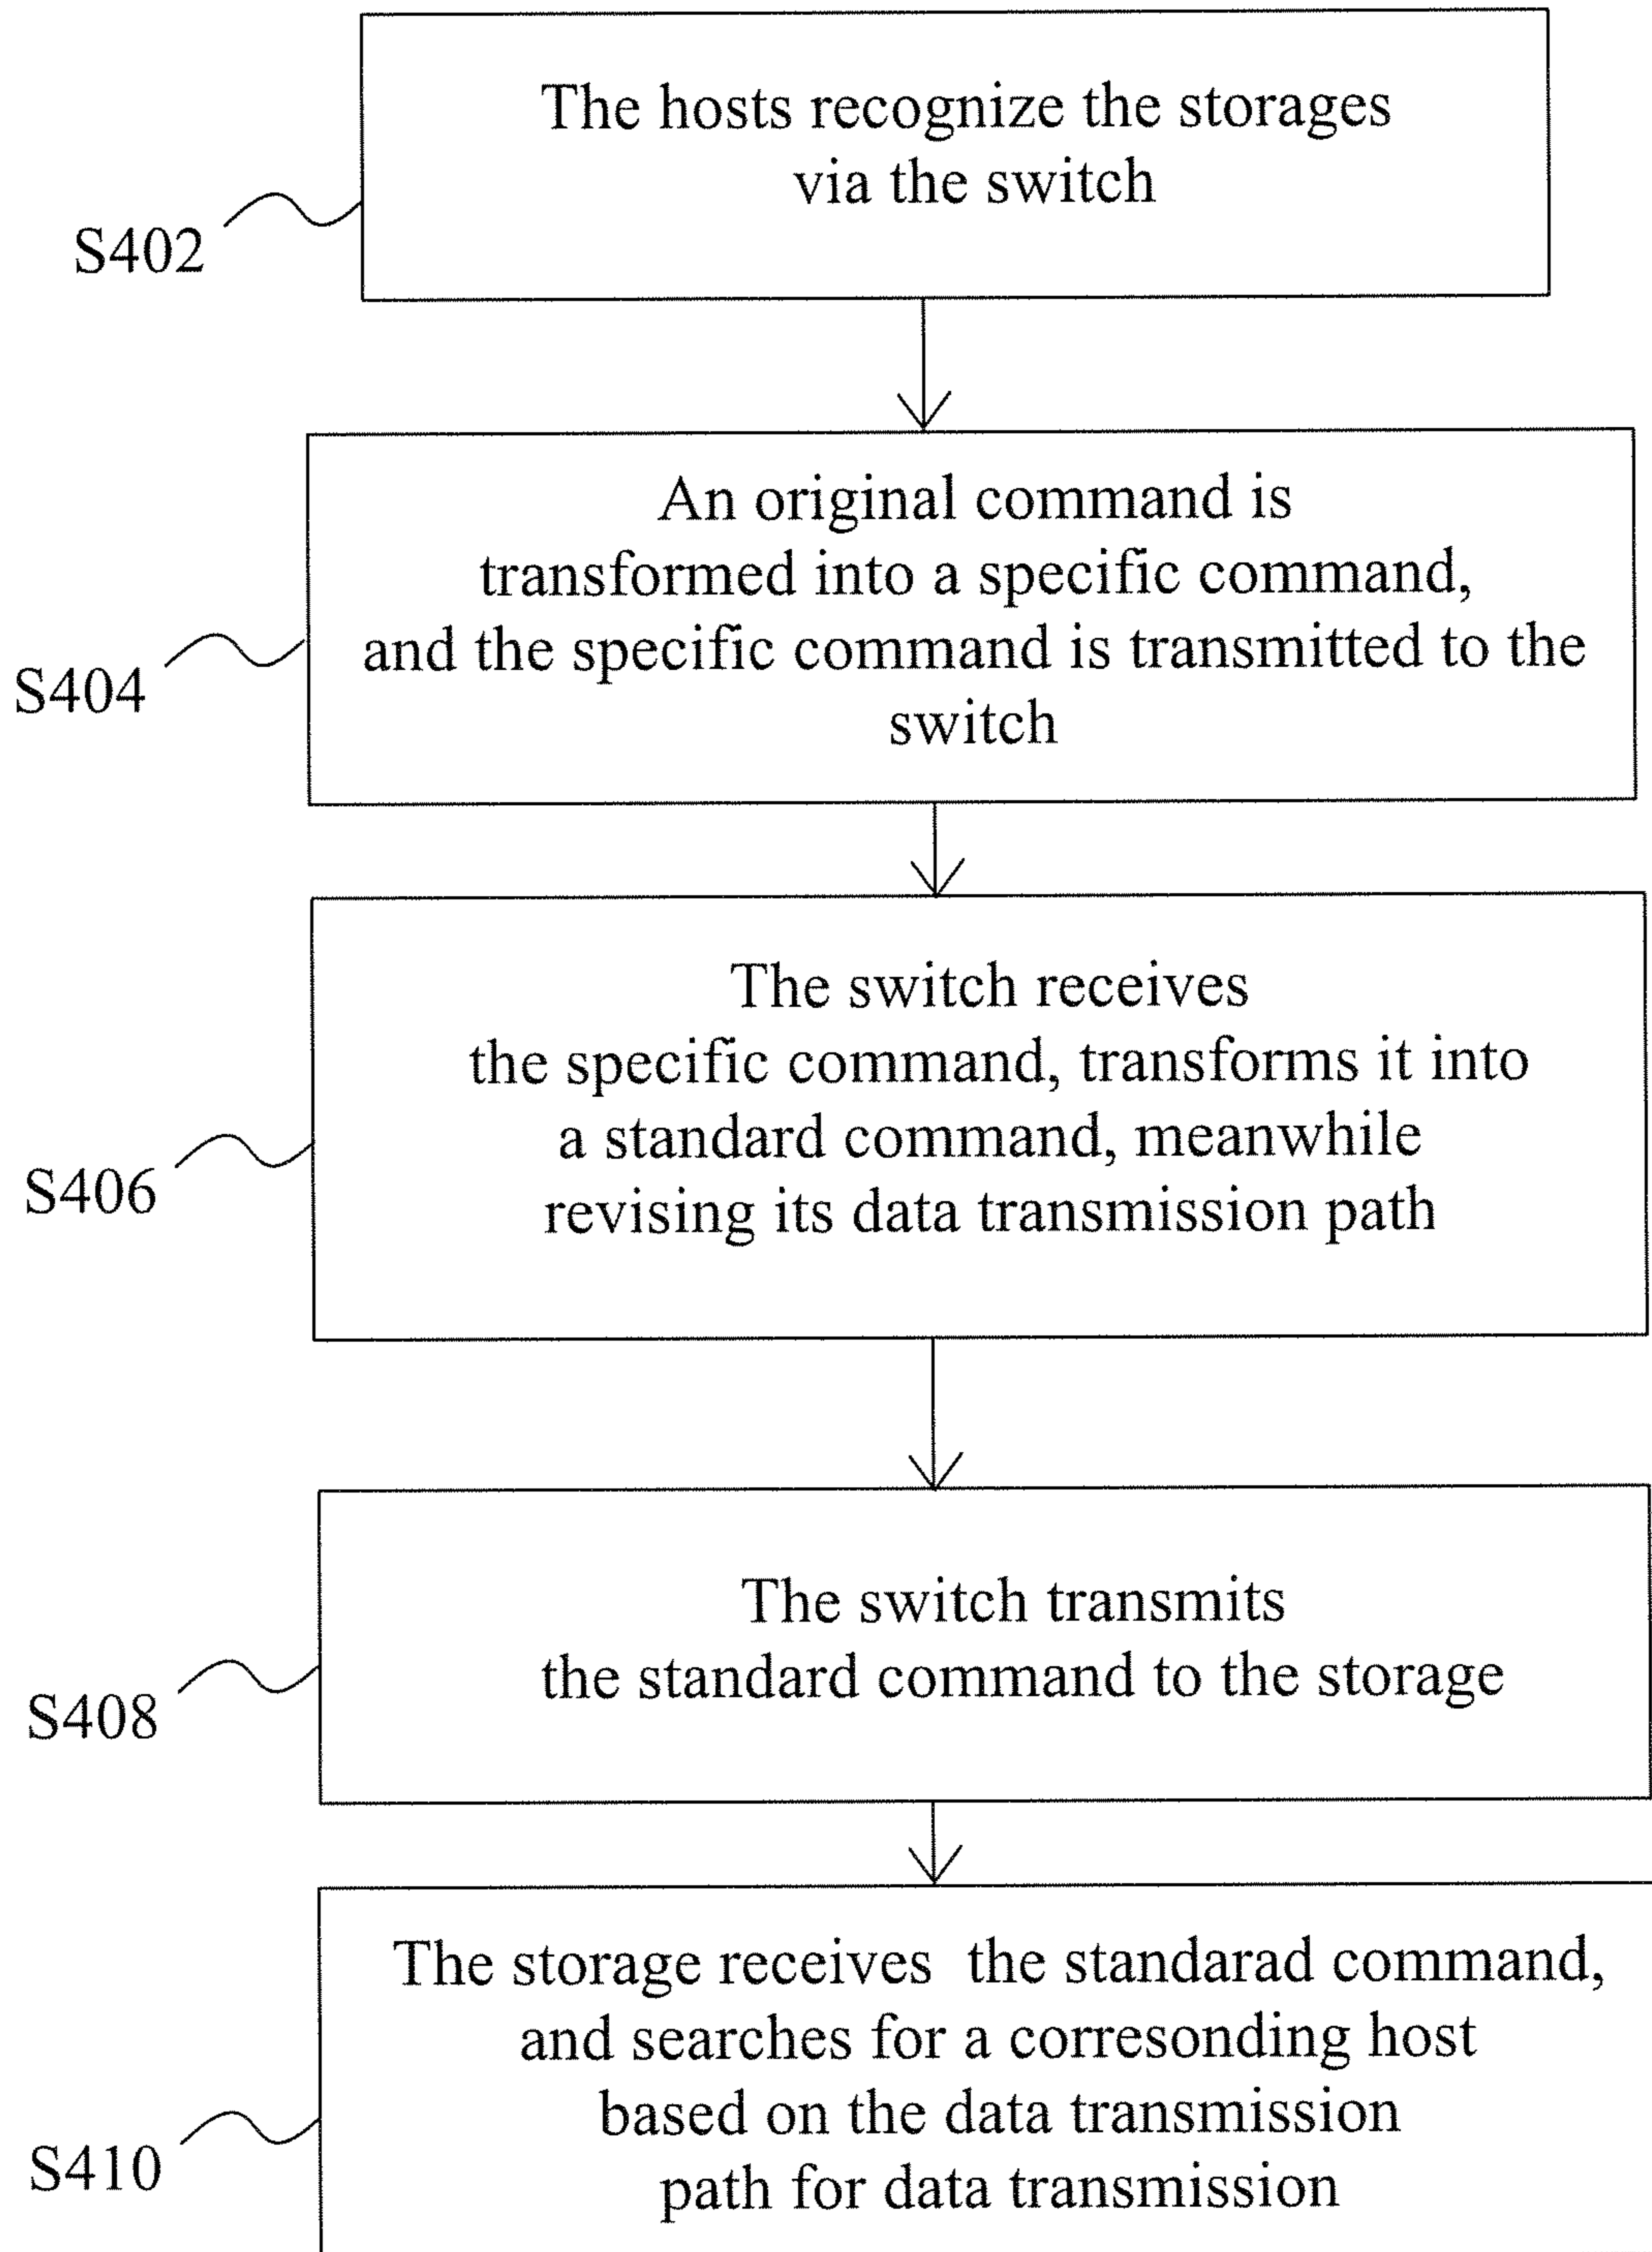 The hosts recognize the storages
via the switch
S402
An original command is
transformed into a specific command,
and the specific command is transmitted to the
switch
S404
The switch receives
the specific command, transforms it into
a standard command, meanwhile
revising its data transmission path
S406
The switch transmits
the standard command to the storage
S408
The storage receives the standarad command,
and searches for a corresonding host
based on the data transmission
path for data transmission
S410